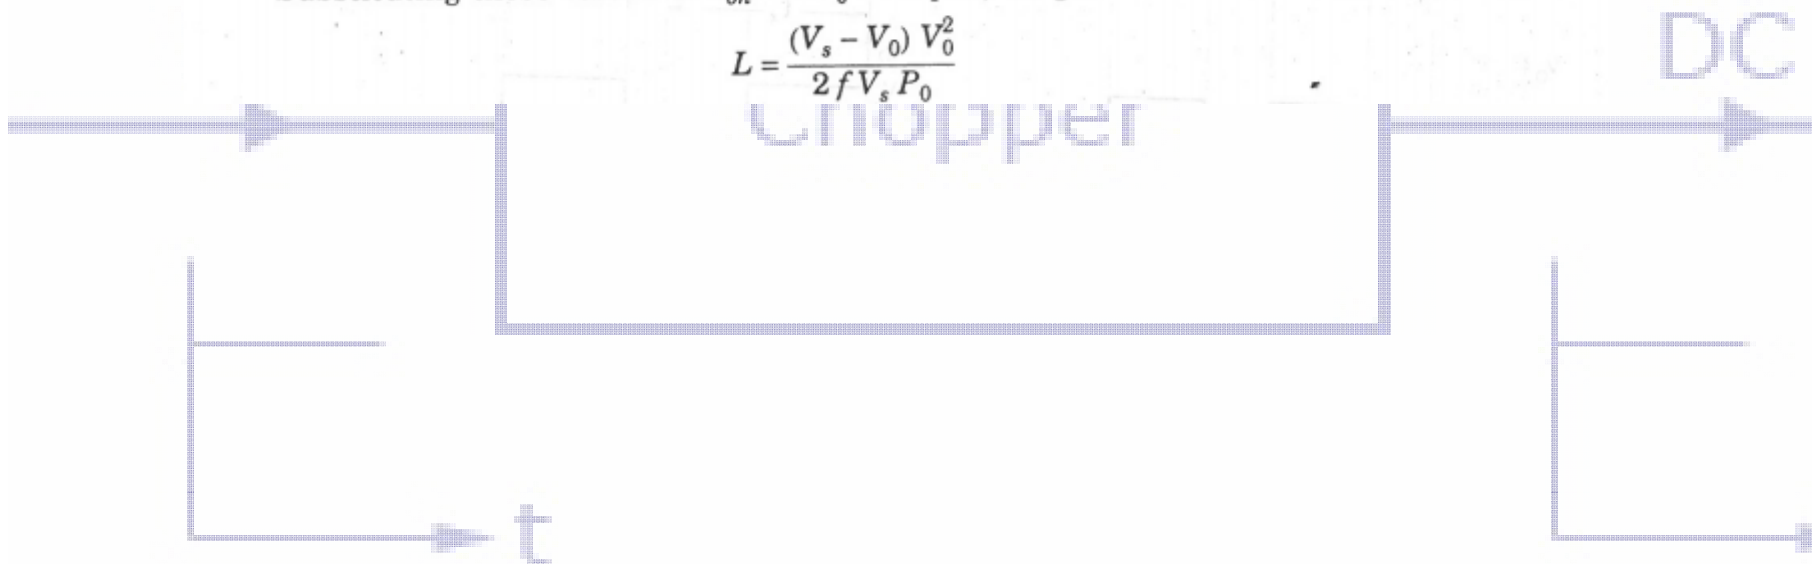 L = (V_s – V_0) V_0^2 / 2 f V_s P_0
DC
Chopper
t